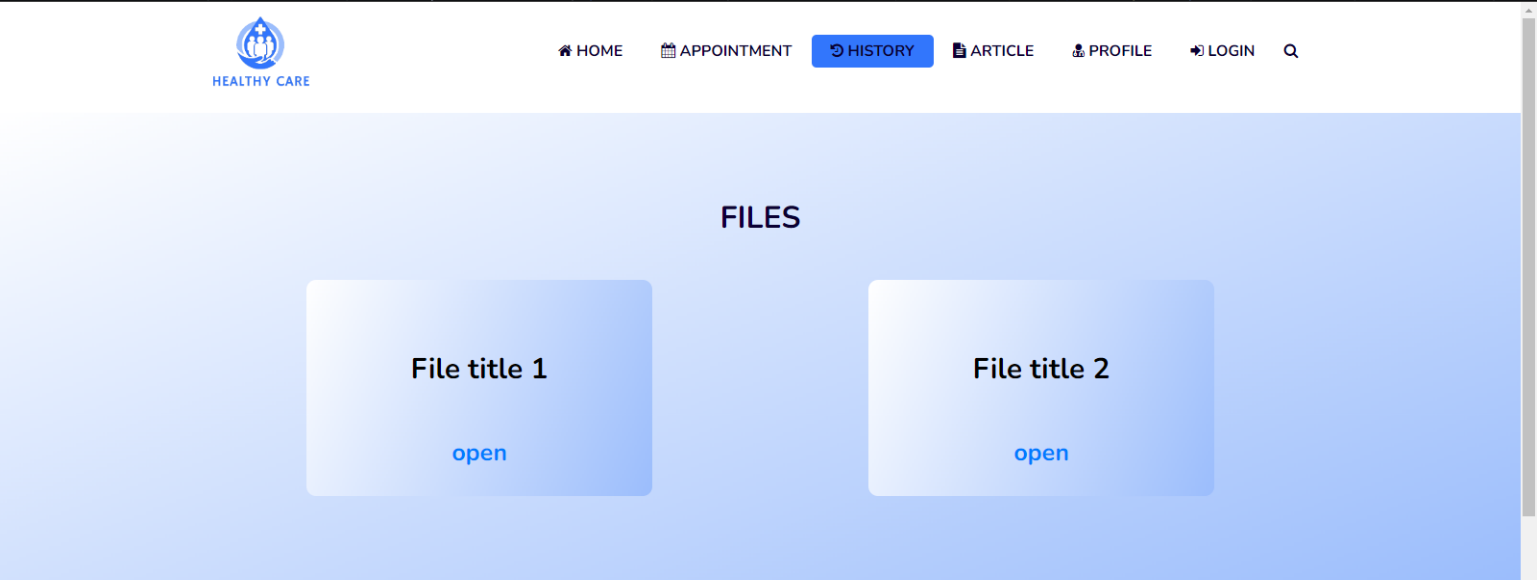 HEALTHY CARE
HOME APPOINTMENT HISTORY ARTICLE PROFILE LOGIN
FILES
File title 1 File title 2
open open